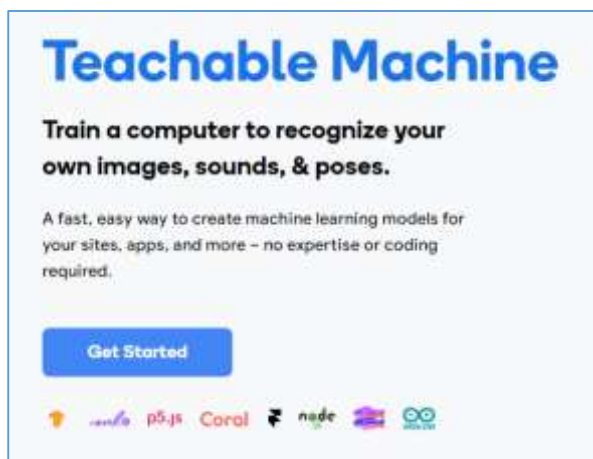 Teachable Machine
Train a computer to recognize your
own images, sounds, & poses.
A fast, easy way to create machine learning models for
your sites, apps, and more – no expertise or coding
required.
Get Started
p5.js Coral node